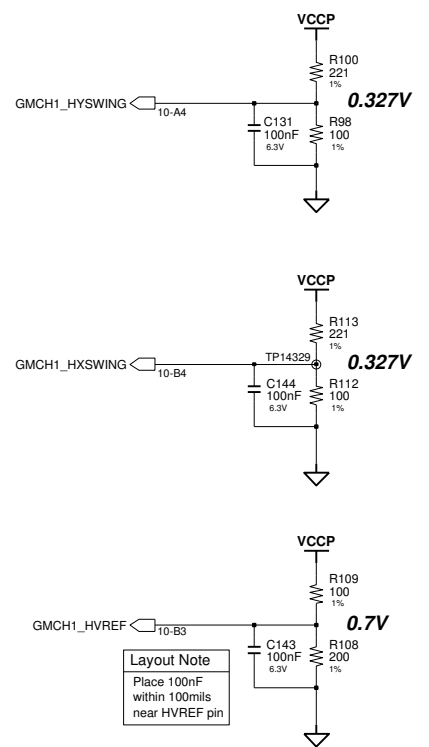 VCCP
R100
221
1%
0.327V
GMCH1_HYSWING
10-A4
C131
100nF
6.3V
R98
100
1%
VCCP
R113
221
1%
TP14329
0.327V
GMCH1_HXSWING
10-B4
C144
100nF
6.3V
R112
100
1%
VCCP
R109
100
1%
0.7V
GMCH1_HVREF
10-B3
C143
100nF
6.3V
R108
200
1%
Layout Note
Place 100nF
within 100mils
near HVREF pin